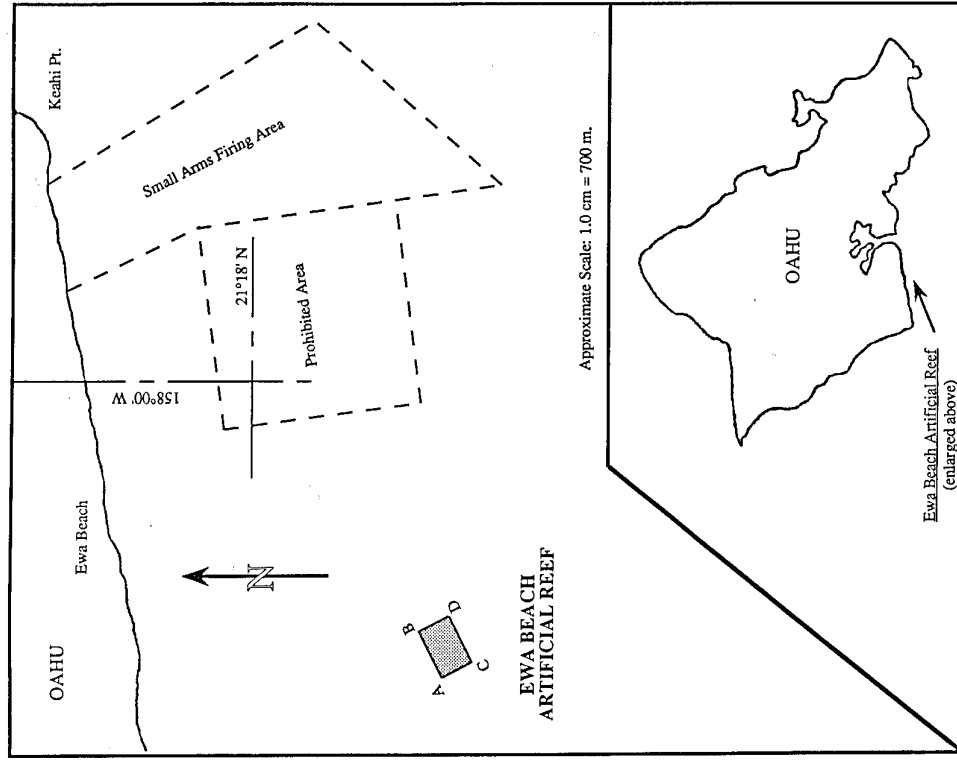 OAHU
Ewa Beach
Keahi Pt.
158°00' W
21°18' N
Small Arms Firing Area
Prohibited Area
N
A
B
C
D
EWA BEACH
ARTIFICIAL REEF
Approximate Scale: 1.0 cm = 700 m.
OAHU
Ewa Beach Artificial Reef
(enlarged above)